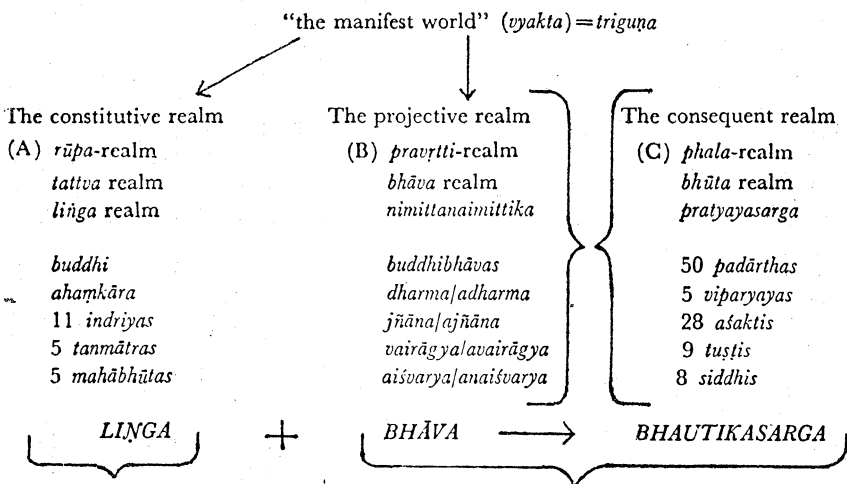 “the manifest world” (vyakta)=triguṇa
The constitutive realm The projective realm The consequent realm
(A) rūpa-realm (B) pravṛtti-realm (C) phala-realm
tattva realm bhāva realm bhūta realm
liṅga realm nimittanaimittika pratyayasarga
buddhi buddhibhāvas 50 padārthas
ahaṃkāra dharma/adharma 5 viparyayas
11 indriyas jñāna/ajñāna 28 aśaktis
5 tanmātras vairāgya/avairāgya 9 tuṣṭis
5 mahābhūtas aiśvarya/anaiśvarya 8 siddhis
LIṆGA + BHĀVA BHAUTIKASARGA